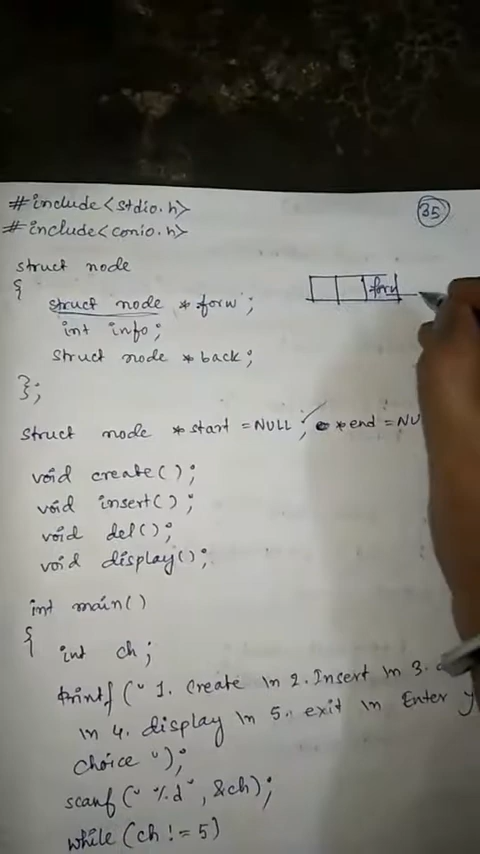 35
#include<stdio.h>
#include<conio.h>
struct node
{
struct node *forw;
forw
int info;
struct node *back;
};
struct node *start =NULL; *end =NU
void create();
void insert();
void del();
void display();
int main()
{
int ch;
printf(" 1. Create \n 2. Insert \n 3.
\n 4. display \n 5. exit \n Enter y
choice ");
scanf("%d", &ch);
while (ch != 5)